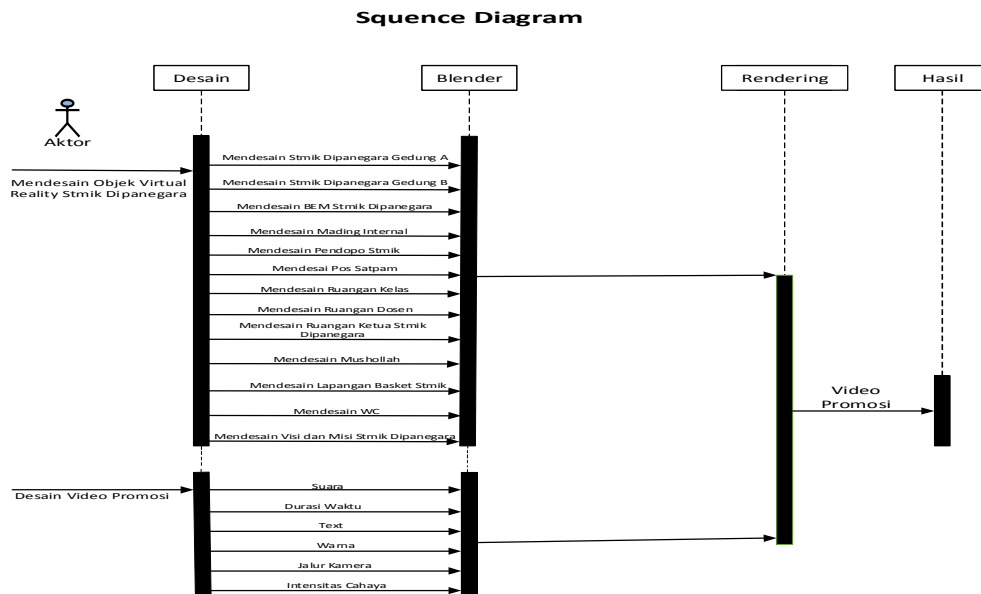 Squence Diagram
Desain
Blender
Rendering
Hasil
Aktor
Mendesain Objek Virtual
Reality Stmik Dipanegara
Mendesain Stmik Dipanegara Gedung A
Mendesain Stmik Dipanegara Gedung B
Mendesain BEM Stmik Dipanegara
Mendesain Mading Internal
Mendesain Pendopo Stmik
Mendesai Pos Satpam
Mendesain Ruangan Kelas
Mendesain Ruangan Dosen
Mendesain Ruangan Ketua Stmik
Dipanegara
Mendesain Mushollah
Mendesain Lapangan Basket Stmik
Mendesain WC
Mendesain Visi dan Misi Stmik Dipanegara
Video
Promosi
Desain Video Promosi
Suara
Durasi Waktu
Text
Warna
Jalur Kamera
Intensitas Cahaya